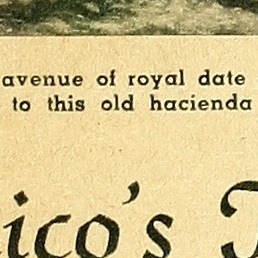 avenue of royal date
to this old hacienda
ico's